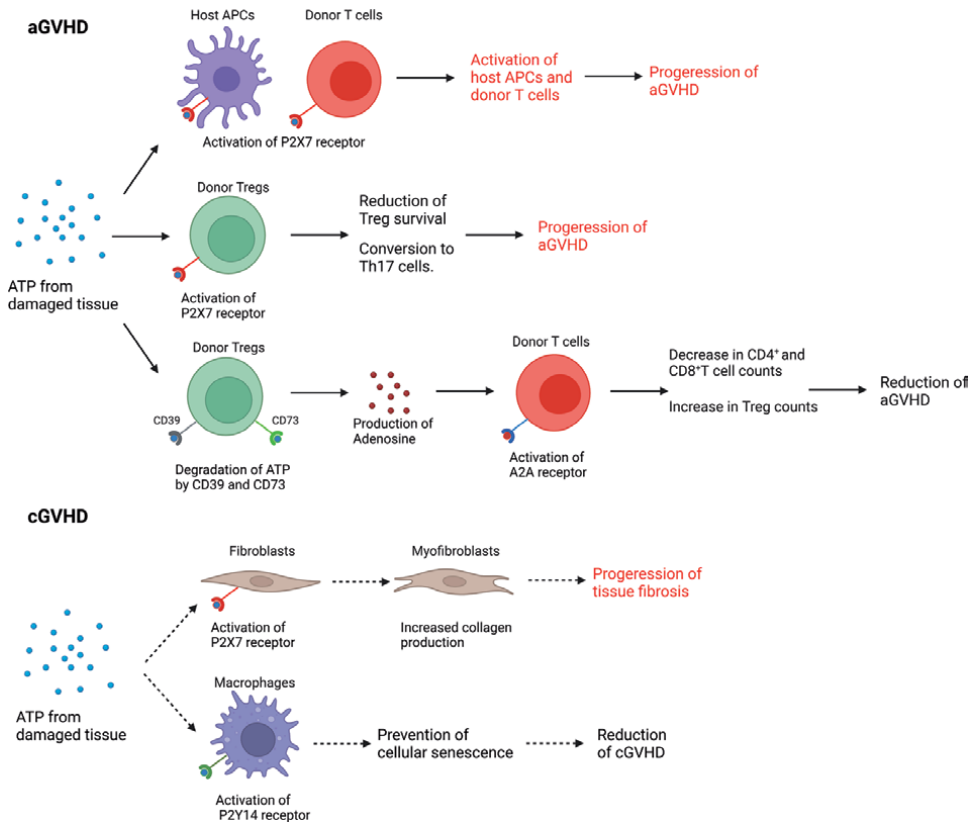 aGVHD
Host APCs
Donor T cells
Activation of P2X7 receptor
Activation of
host APCs and
donor T cells
Progeression of
aGVHD
ATP from
damaged tissue
Donor Tregs
Activation of
P2X7 receptor
Reduction of
Treg survival
Conversion to
Th17 cells.
Progeression of
aGVHD
Donor Tregs
CD39
CD73
Degradation of ATP
by CD39 and CD73
Production of
Adenosine
Donor T cells
Activation of
A2A receptor
Decrease in CD4⁺ and
CD8⁺T cell counts
Increase in Treg counts
Reduction of
aGVHD
cGVHD
ATP from
damaged tissue
Fibroblasts
Activation of
P2X7 receptor
Myofibroblasts
Increased collagen
production
Progeression of
tissue fibrosis
Macrophages
Activation of
P2Y14 receptor
Prevention of
cellular senescence
Reduction
of cGVHD